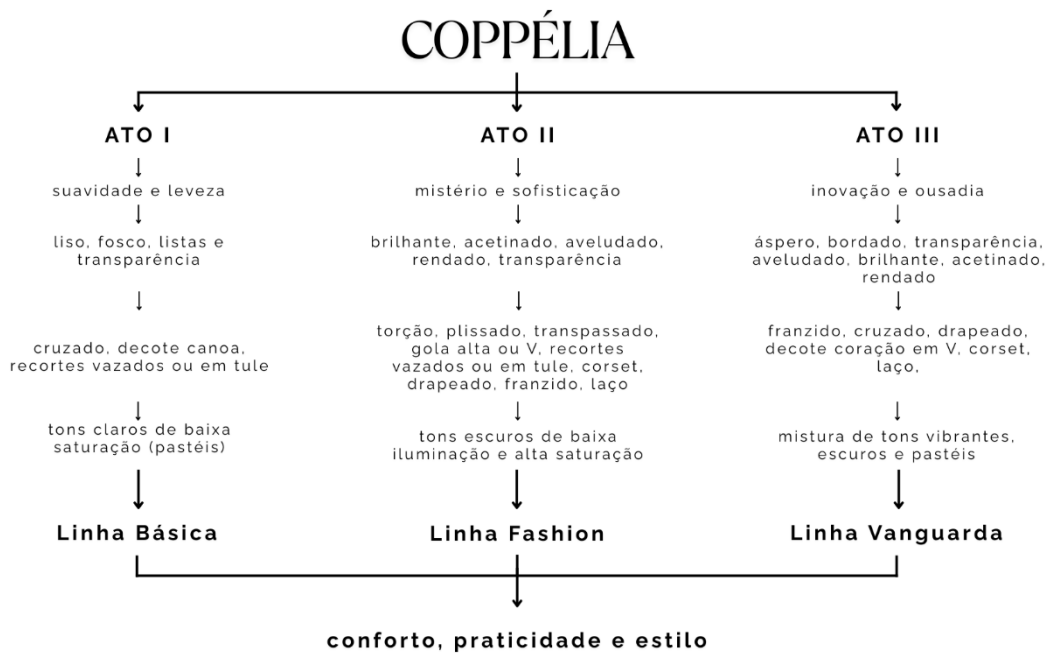 COPPÉLIA
ATO I
suavidade e leveza
liso, fosco, listas e
transparência
cruzado, decote canoa,
recortes vazados ou em tule
tons claros de baixa
saturação (pastéis)
Linha Básica
ATO II
mistério e sofisticação
brilhante, acetinado, aveludado,
rendado, transparência
torção, plissado, transpassado,
gola alta ou V, recortes
vazados ou em tule, corset,
drapeado, franzido, laço
tons escuros de baixa
iluminação e alta saturação
Linha Fashion
ATO III
inovação e ousadia
áspero, bordado, transparência,
aveludado, brilhante, acetinado,
rendado
franzido, cruzado, drapeado,
decote coração em V, corset,
laço,
mistura de tons vibrantes,
escuros e pastéis
Linha Vanguarda
conforto, praticidade e estilo